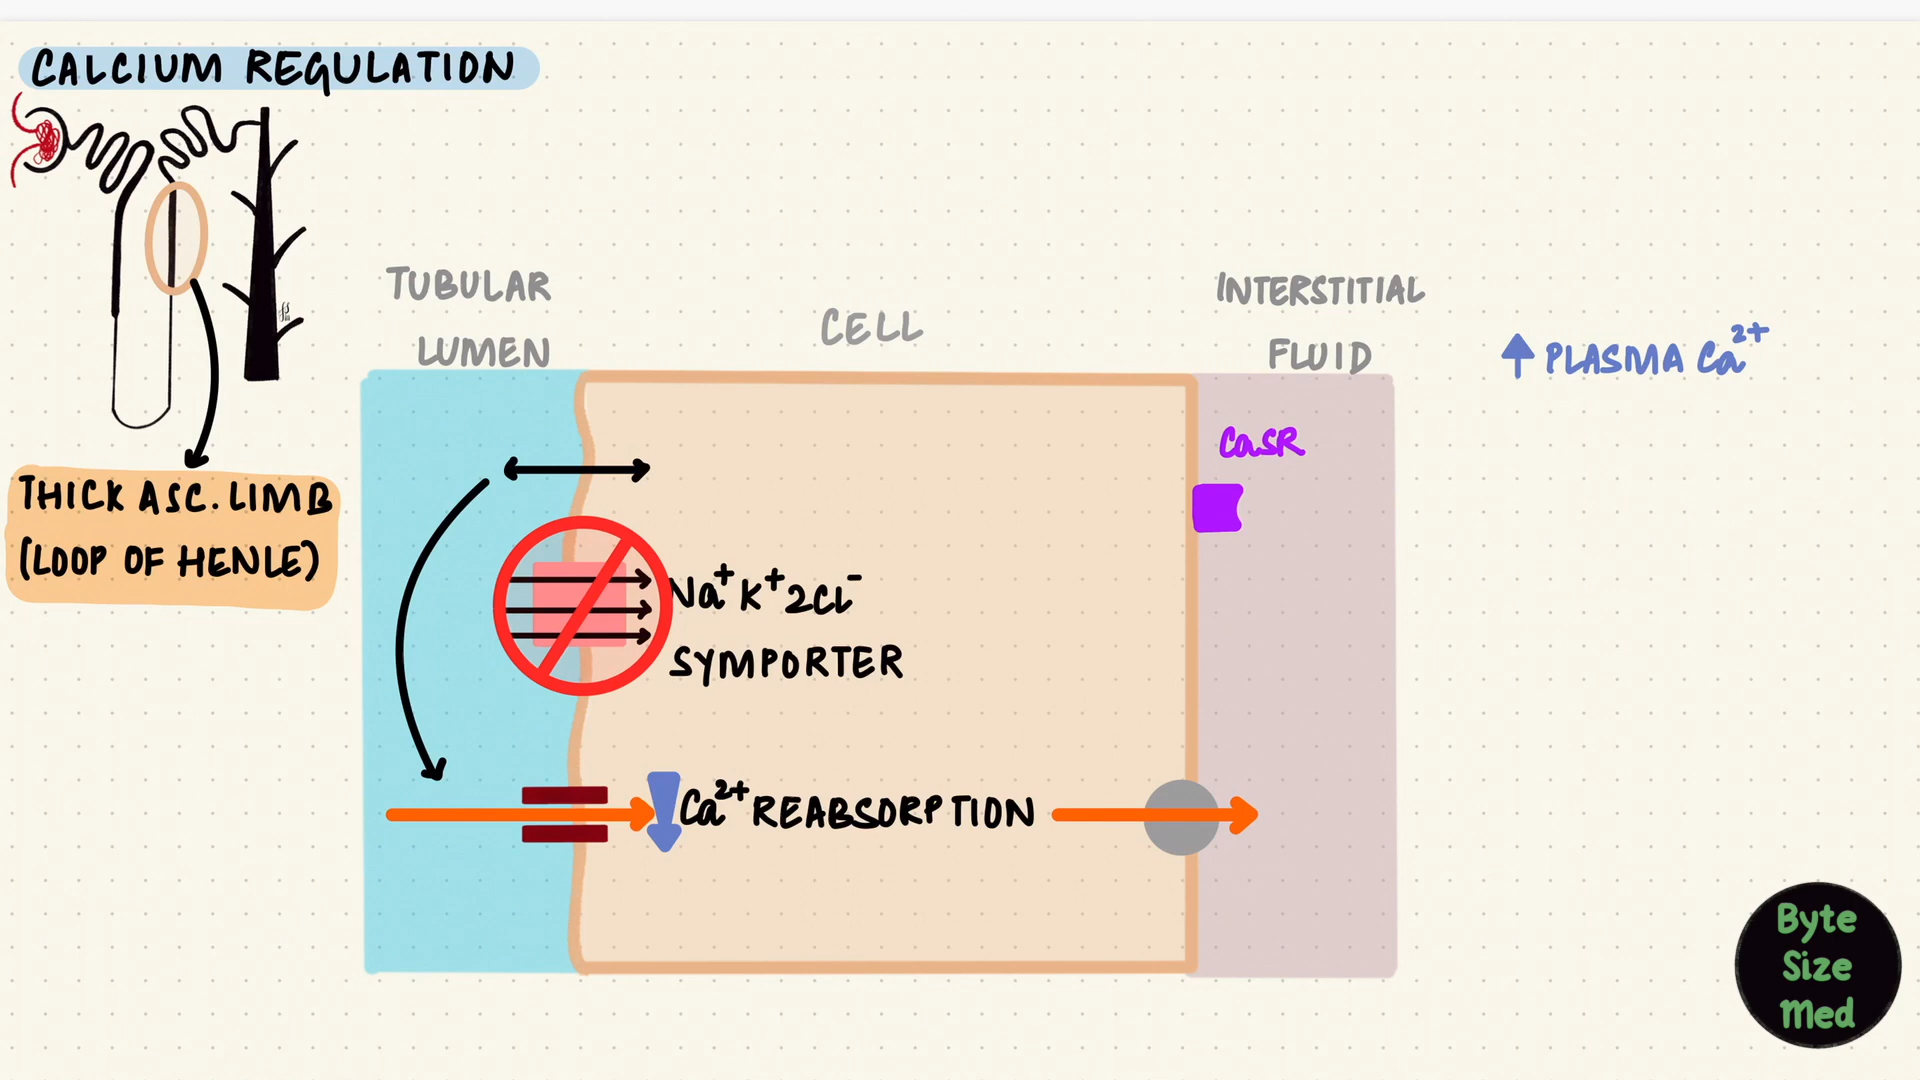 CALCIUM REGULATION
TUBULAR
LUMEN
CELL
INTERSTITIAL
FLUID
↑ PLASMA Ca²⁺
CaSR
THICK ASC. LIMB
(LOOP OF HENLE)
Na⁺K⁺2Cl⁻
SYMPORTER
Ca²⁺ REABSORPTION
Byte
Size
Med